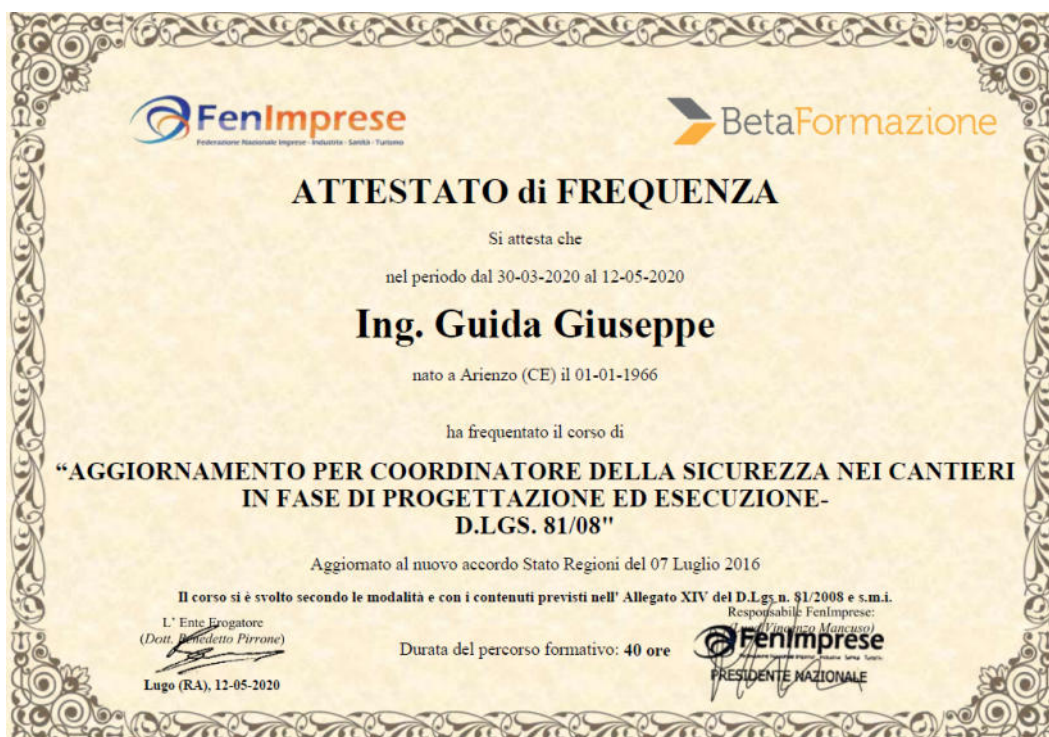 FenImprese
Federazione Nazionale Imprese - Industria - Sanità - Turismo
BetaFormazione
ATTESTATO di FREQUENZA
Si attesta che
nel periodo dal 30-03-2020 al 12-05-2020
Ing. Guida Giuseppe
nato a Arienzo (CE) il 01-01-1966
ha frequentato il corso di
“AGGIORNAMENTO PER COORDINATORE DELLA SICUREZZA NEI CANTIERI
IN FASE DI PROGETTAZIONE ED ESECUZIONE-
D.LGS. 81/08"
Aggiornato al nuovo accordo Stato Regioni del 07 Luglio 2016
Il corso si è svolto secondo le modalità e con i contenuti previsti nell' Allegato XIV del D.Lgs n. 81/2008 e s.m.i.
L' Ente Erogatore
(Dott. Benedetto Pirrone)
Lugo (RA), 12-05-2020
Durata del percorso formativo: 40 ore
Responsabile FenImprese:
Vincenzo Mancuso)
FenImprese
PRESIDENTE NAZIONALE